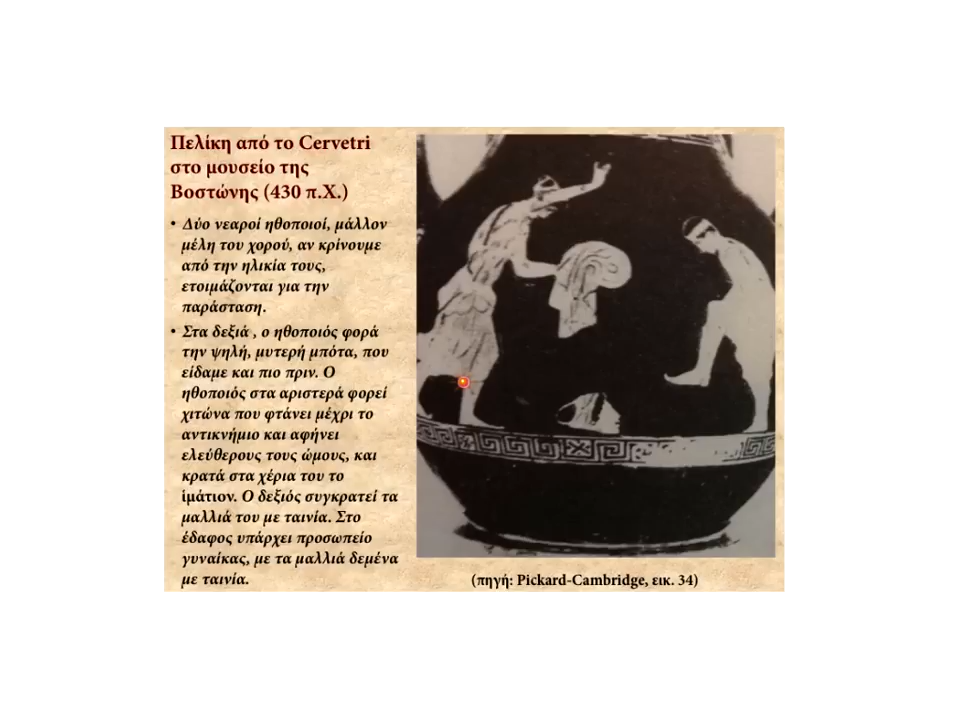 Πελίκη από το Cervetri
στο μουσείο της
Βοστώνης (430 π.Χ.)
• Δύο νεαροί ηθοποιοί, μάλλον
μέλη του χορού, αν κρίνουμε
από την ηλικία τους,
ετοιμάζονται για την
παράσταση.
• Στα δεξιά , ο ηθοποιός φορά
την ψηλή, μυτερή μπότα, που
είδαμε και πιο πριν. Ο
ηθοποιός στα αριστερά φορεί
χιτώνα που φτάνει μέχρι το
αντικνήμιο και αφήνει
ελεύθερους τους ώμους, και
κρατά στα χέρια του το
ἱμάτιον. Ο δεξιός συγκρατεί τα
μαλλιά του με ταινία. Στο
έδαφος υπάρχει προσωπείο
γυναίκας, με τα μαλλιά δεμένα
με ταινία.
(πηγή: Pickard-Cambridge, εικ. 34)